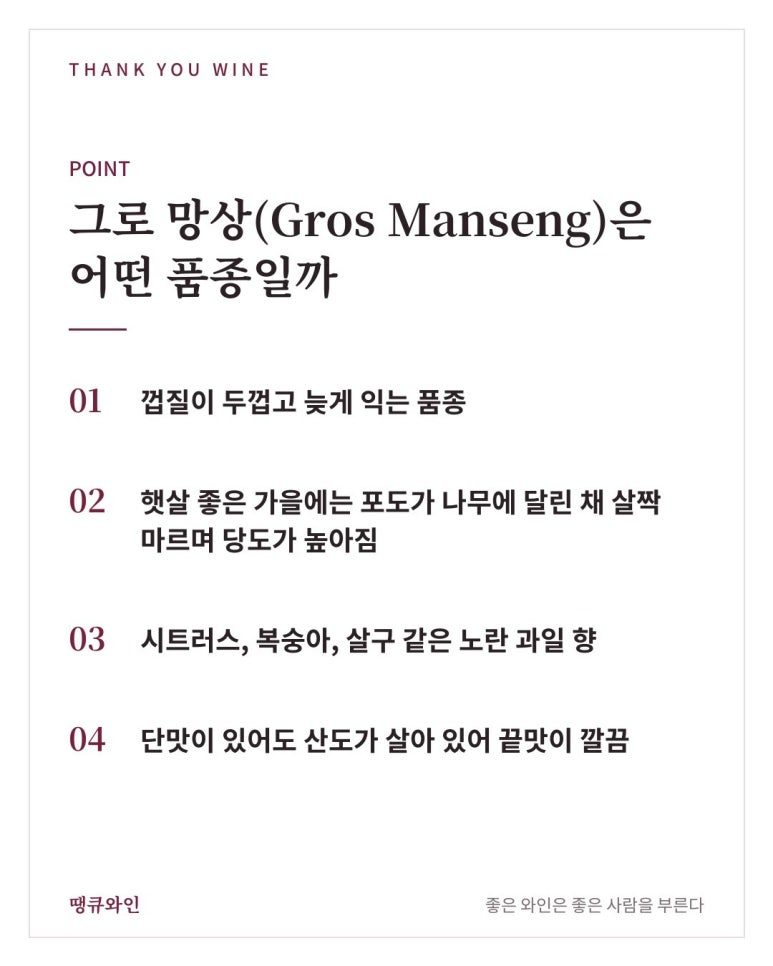 THANK YOU WINE
POINT
그로 망상(Gros Manseng)은
어떤 품종일까
01 껍질이 두껍고 늦게 익는 품종
02 햇살 좋은 가을에는 포도가 나무에 달린 채 살짝
마르며 당도가 높아짐
03 시트러스, 복숭아, 살구 같은 노란 과일 향
04 단맛이 있어도 산도가 살아 있어 끝맛이 깔끔
땡큐와인 좋은 와인은 좋은 사람을 부른다